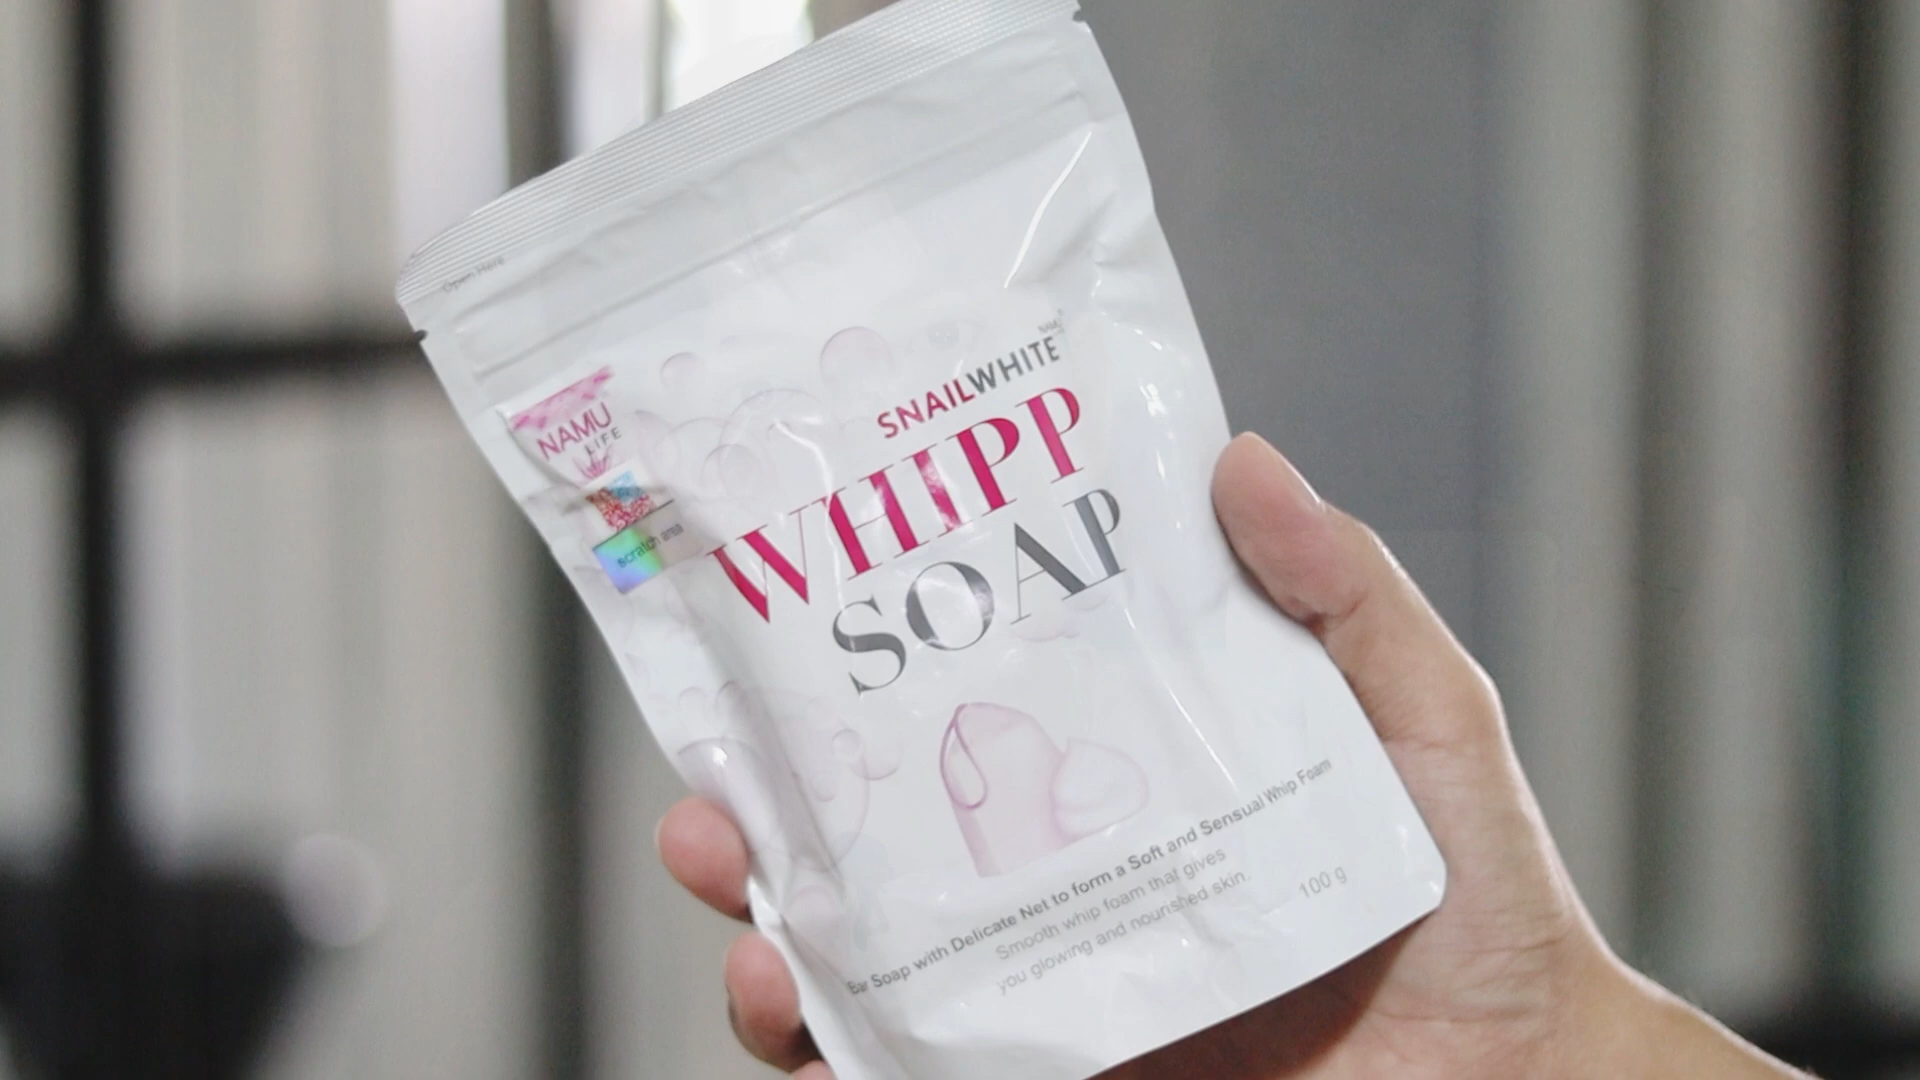 Open Here
NAMU
LIFE
scratch area
NAMU
SNAILWHITE
WHIPP
SOAP
Bar Soap with Delicate Net to form a Soft and Sensual Whip Foam
Smooth whip foam that gives
you glowing and nourished skin.
100 g